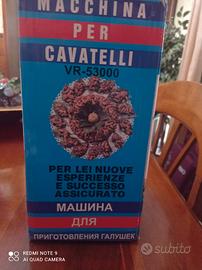 MACCHINA
PER
CAVATELLI
VR-53000
PER LEI NUOVE
ESPERIENZE
E SUCCESSO
ASSICURATO
МАШИНА
ДЛЯ
ПРИГОТОВЛЕНИЯ ГАЛУШЕК
REDMI NOTE 9
AI QUAD CAMERA
subito